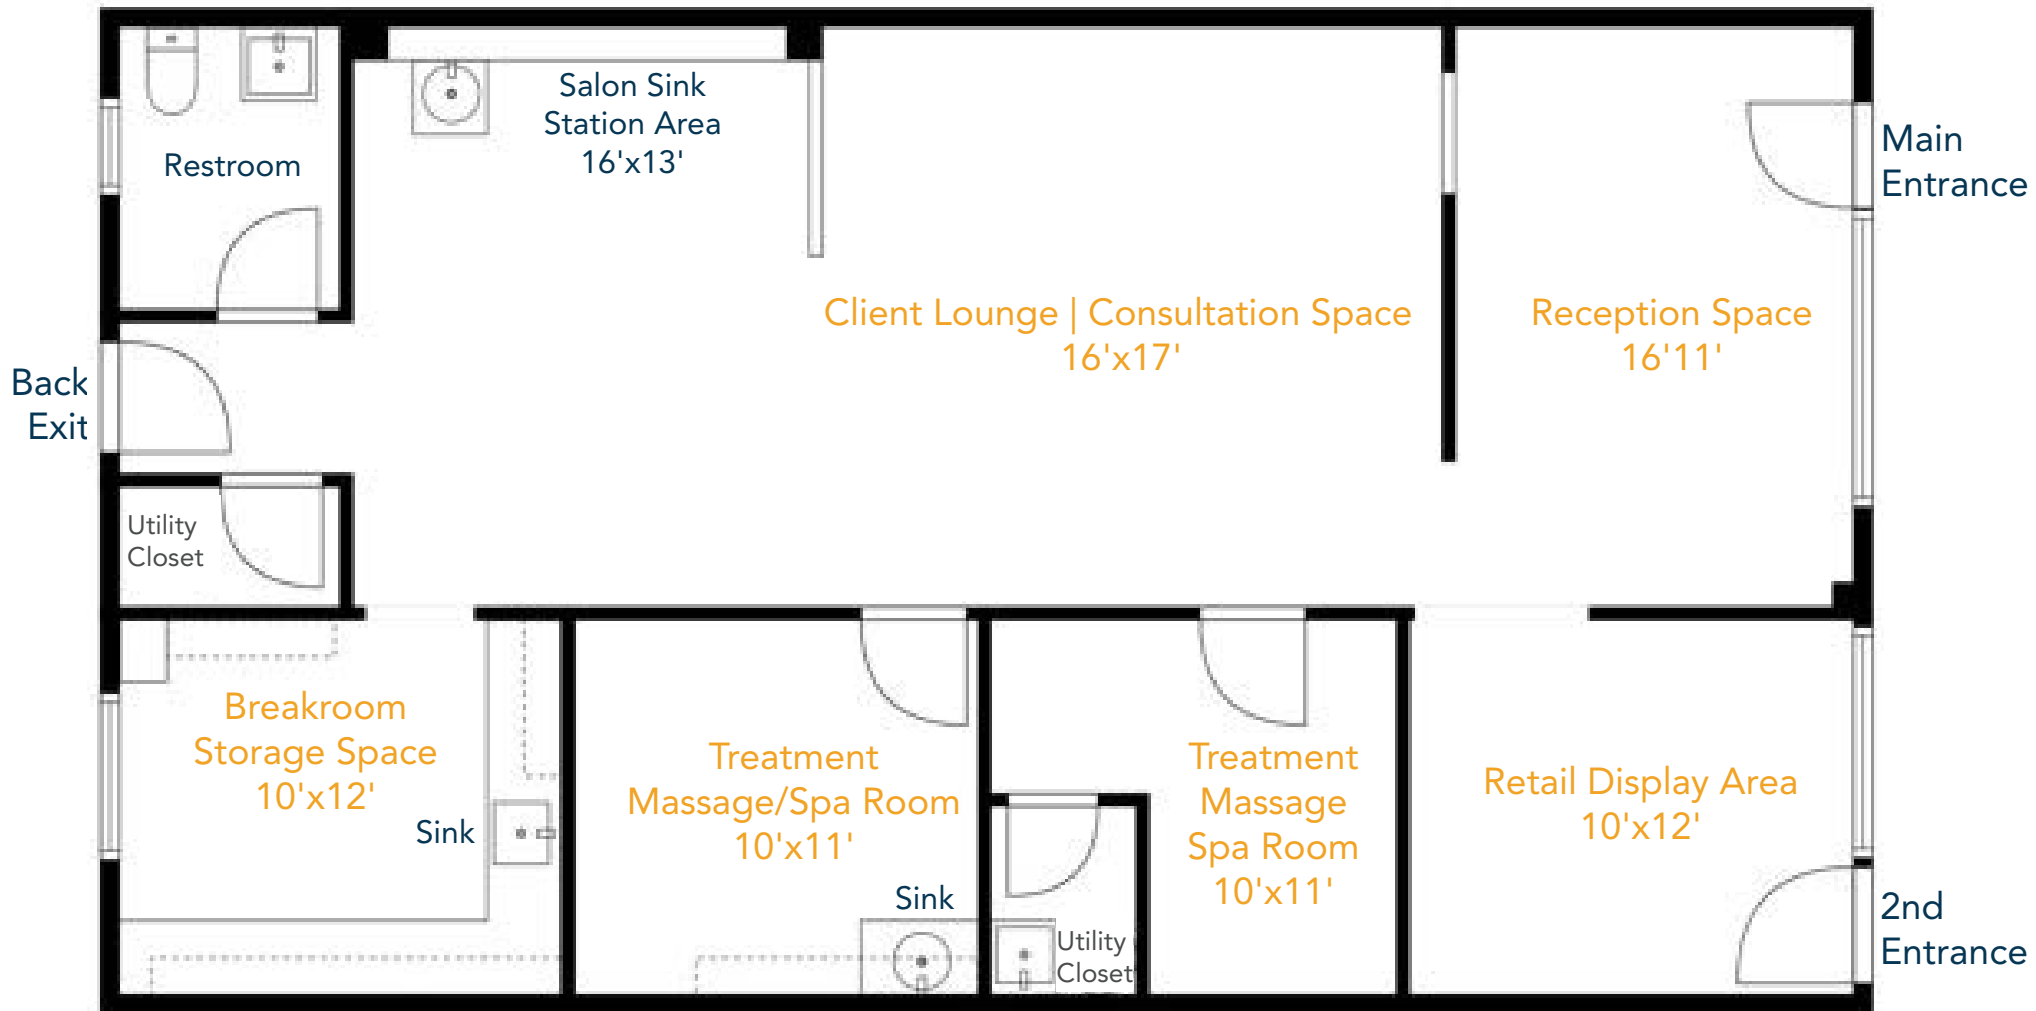 Salon Sink
Station Area
16'x13'
Restroom
Main
Entrance
Client Lounge | Consultation Space
16'x17'
Reception Space
16'11'
Back
Exit
Utility
Closet
Breakroom
Storage Space
10'x12'
Sink
Treatment
Massage/Spa Room
10'x11'
Sink
Utility
Closet
Treatment
Massage
Spa Room
10'x11'
Retail Display Area
10'x12'
2nd
Entrance